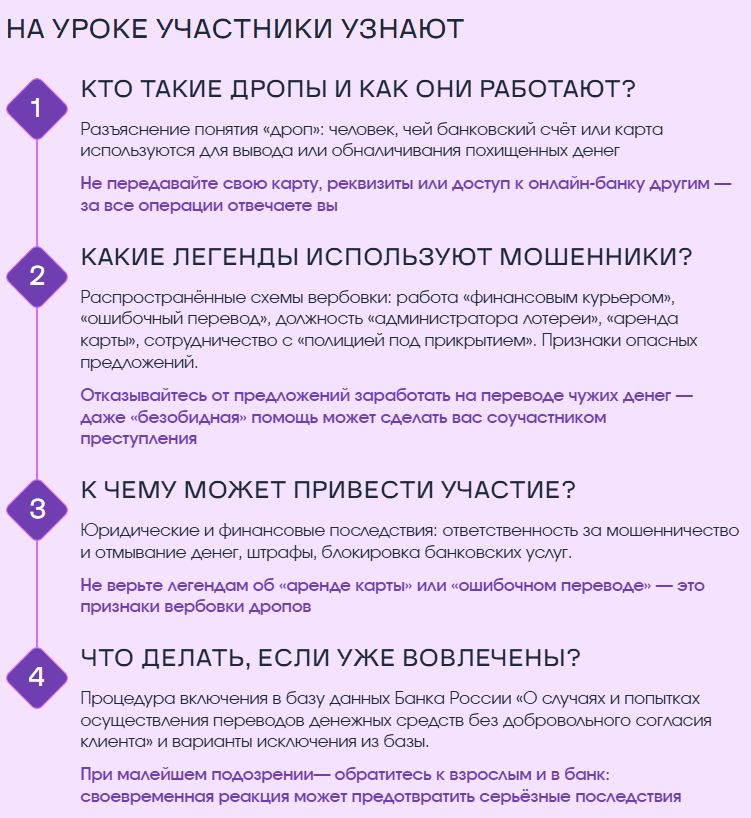 НА УРОКЕ УЧАСТНИКИ УЗНАЮТ
1
КТО ТАКИЕ ДРОПЫ И КАК ОНИ РАБОТАЮТ?
Разъяснение понятия «дроп»: человек, чей банковский счёт или карта
используются для вывода или обналичивания похищенных денег
Не передавайте свою карту, реквизиты или доступ к онлайн-банку другим —
за все операции отвечаете вы
2
КАКИЕ ЛЕГЕНДЫ ИСПОЛЬЗУЮТ МОШЕННИКИ?
Распространённые схемы вербовки: работа «финансовым курьером»,
«ошибочный перевод», должность «администратора лотереи», «аренда
карты», сотрудничество с «полицией под прикрытием». Признаки опасных
предложений.
Отказывайтесь от предложений заработать на переводе чужих денег —
даже «безобидная» помощь может сделать вас соучастником
преступления
3
К ЧЕМУ МОЖЕТ ПРИВЕСТИ УЧАСТИЕ?
Юридические и финансовые последствия: ответственность за мошенничество
и отмывание денег, штрафы, блокировка банковских услуг.
Не верьте легендам об «аренде карты» или «ошибочном переводе» — это
признаки вербовки дропов
4
ЧТО ДЕЛАТЬ, ЕСЛИ УЖЕ ВОВЛЕЧЕНЫ?
Процедура включения в базу данных Банка России «О случаях и попытках
осуществления переводов денежных средств без добровольного согласия
клиента» и варианты исключения из базы.
При малейшем подозрении— обратитесь к взрослым и в банк:
своевременная реакция может предотвратить серьёзные последствия